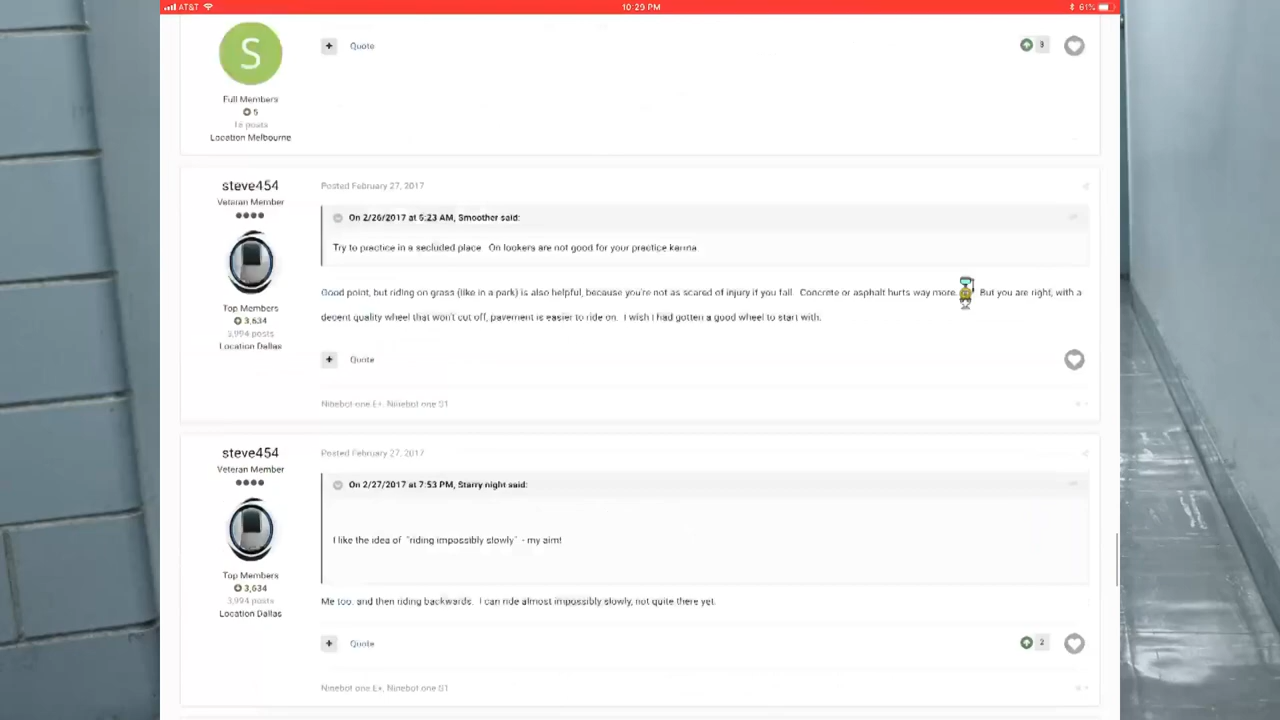 AT&T
10:29 PM
61%
S
Full Members
5
16 posts
Location Melbourne
+ Quote
3
steve454
Veteran Member
Top Members
3,634
3,994 posts
Location Dallas
Posted February 27, 2017
On 2/26/2017 at 5:23 AM, Smoother said:
Try to practice in a secluded place. On lookers are not good for your practice karma
Good point, but riding on grass (like in a park) is also helpful, because you're not as scared of injury if you fall. Concrete or asphalt hurts way more. But you are right, with a
decent quality wheel that won't cut off, pavement is easier to ride on. I wish I had gotten a good wheel to start with.
+ Quote
Ninebot one E+, Ninebot one S1
steve454
Veteran Member
Top Members
3,634
3,994 posts
Location Dallas
Posted February 27, 2017
On 2/27/2017 at 7:53 PM, Starry night said:
I like the idea of "riding impossibly slowly" - my aim!
Me too, and then riding backwards. I can ride almost impossibly slowly, not quite there yet.
+ Quote
2
Ninebot one E+, Ninebot one S1